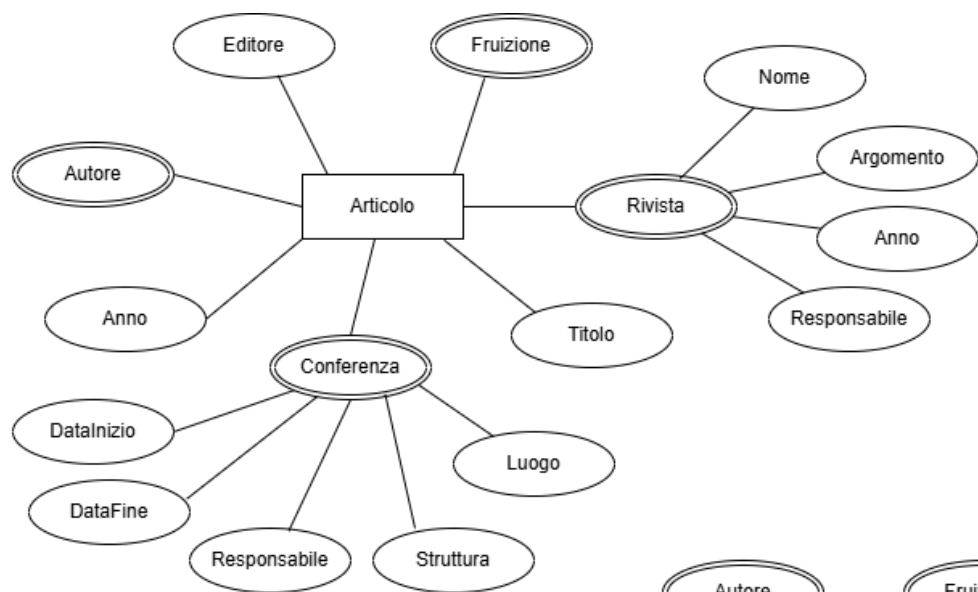 Editore
Fruizione
Nome
Autore
Articolo
Rivista
Argomento
Anno
Anno
Titolo
Responsabile
Conferenza
DataInizio
Luogo
DataFine
Responsabile
Struttura
Autore